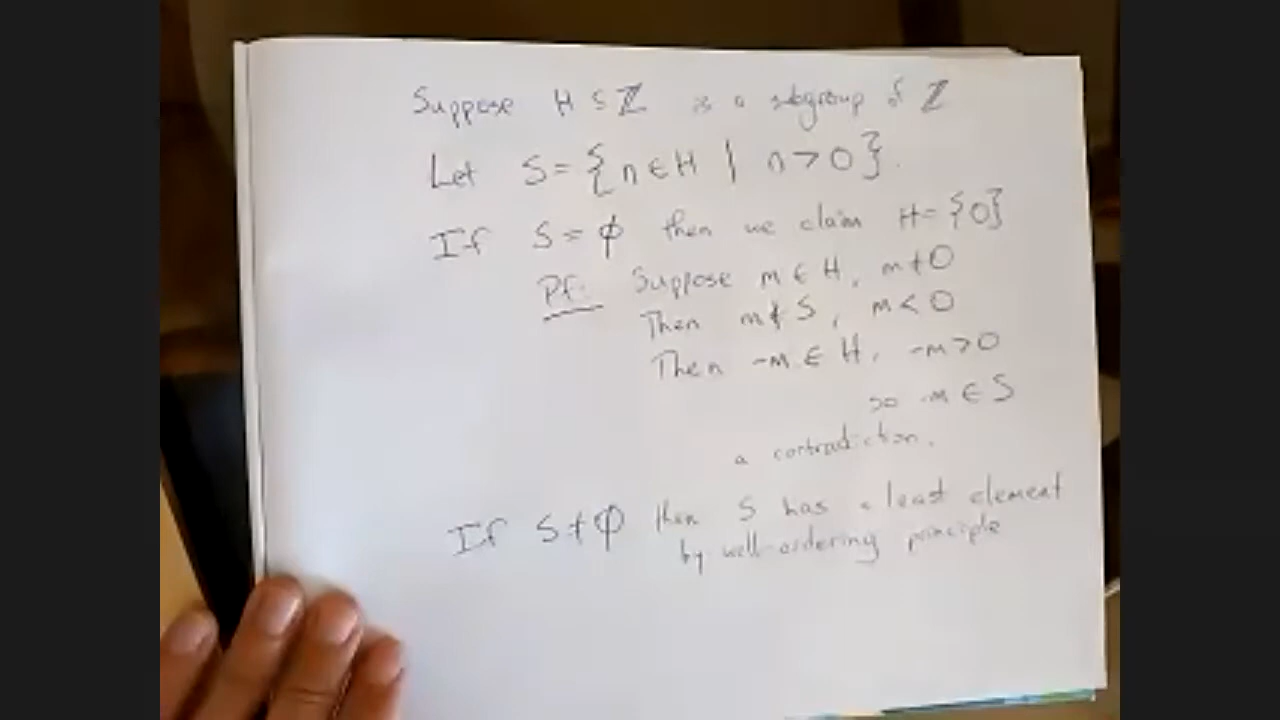 Suppose H ≤ ℤ is a subgroup of ℤ
Let S = {n ∈ H | n > 0}.
If S = ϕ then we claim H = {0}
Pf: Suppose m ∈ H, m ≠ 0
Then m ∉ S, m < 0
Then -m ∈ H, -m > 0
so -m ∈ S
a contradiction.
If S ≠ ϕ then S has a least element
by well-ordering principle